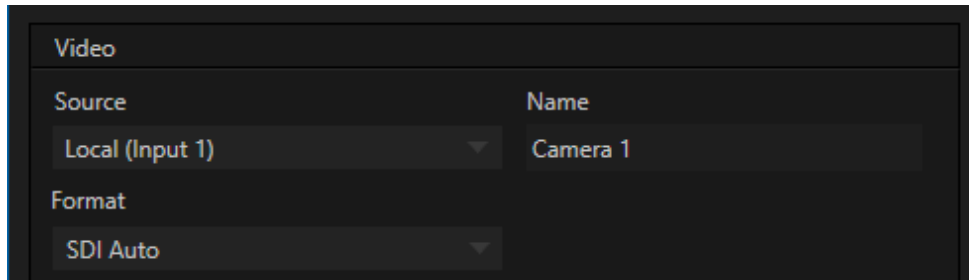 Video
Source
Name
Local (Input 1)
Camera 1
Format
SDI Auto